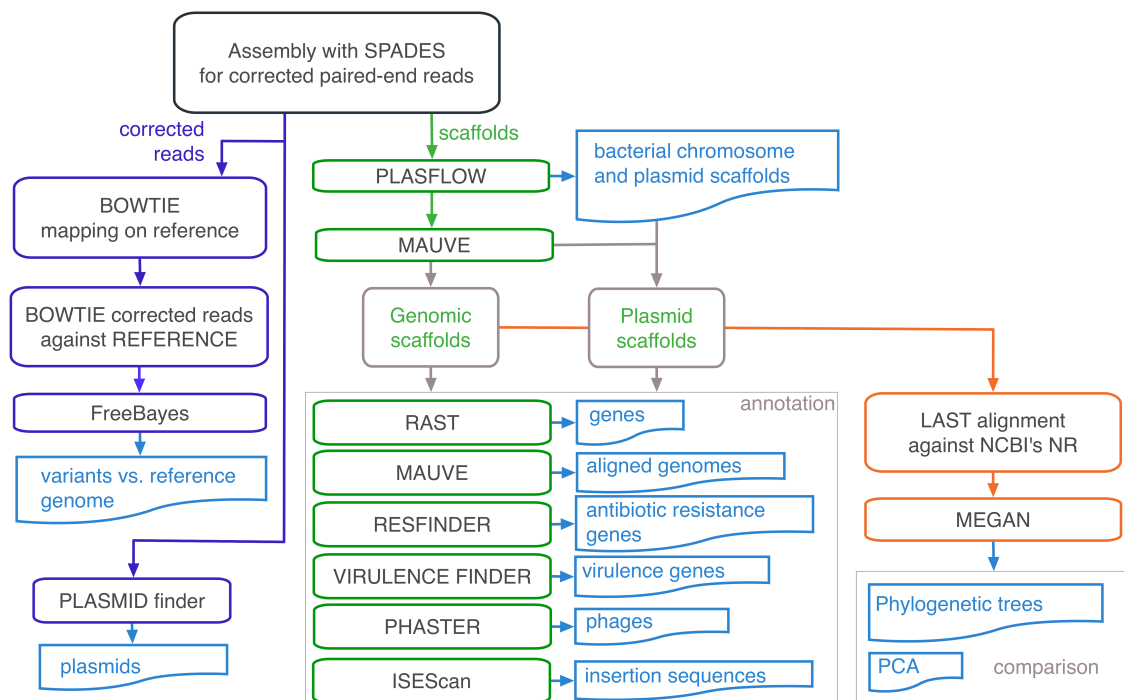 Assembly with SPADES
for corrected paired-end reads
corrected
reads
scaffolds
BOWTIE
mapping on reference
BOWTIE corrected reads
against REFERENCE
FreeBayes
variants vs. reference
genome
PLASMID finder
plasmids
PLASFLOW
bacterial chromosome
and plasmid scaffolds
MAUVE
Genomic
scaffolds
Plasmid
scaffolds
annotation
RAST
genes
MAUVE
aligned genomes
RESFINDER
antibiotic resistance
genes
VIRULENCE FINDER
virulence genes
PHASTER
phages
ISEScan
insertion sequences
LAST alignment
against NCBI's NR
MEGAN
Phylogenetic trees
PCA
comparison